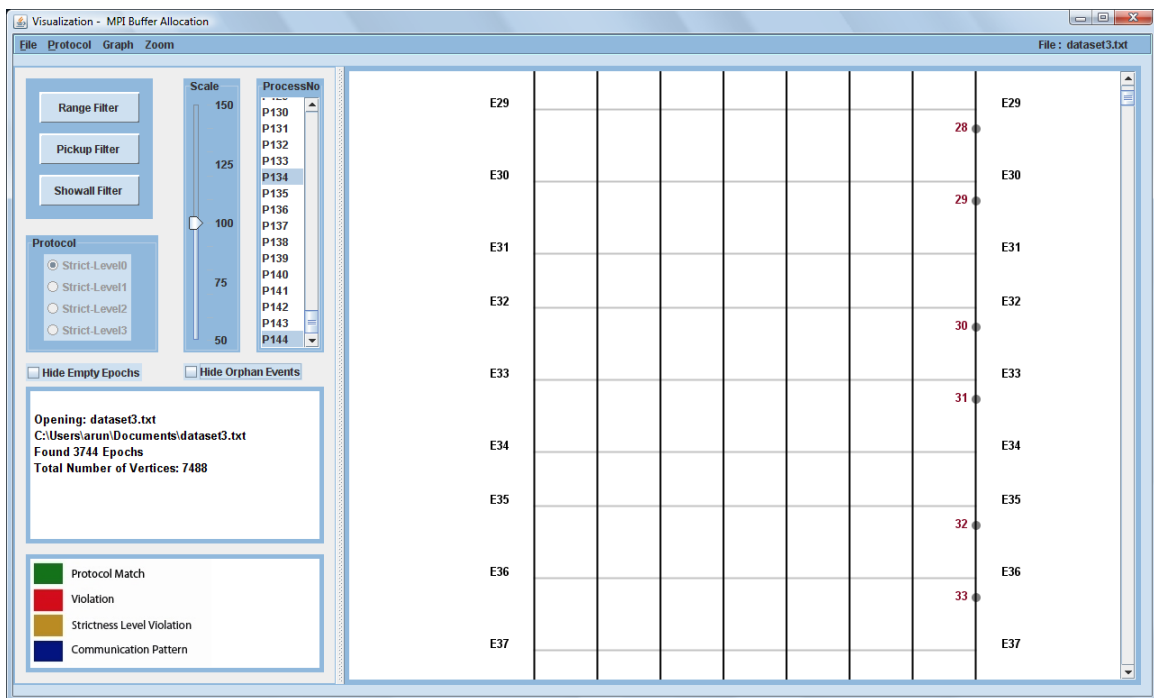 Visualization - MPI Buffer Allocation
File Protocol Graph Zoom
File : dataset3.txt
Range Filter
Pickup Filter
Showall Filter
Protocol
Strict-Level0
Strict-Level1
Strict-Level2
Strict-Level3
Scale
150
125
100
75
50
ProcessNo
P130
P131
P132
P133
P134
P135
P136
P137
P138
P139
P140
P141
P142
P143
P144
Hide Empty Epochs
Hide Orphan Events
Opening: dataset3.txt
C:\Users\arun\Documents\dataset3.txt
Found 3744 Epochs
Total Number of Vertices: 7488
Protocol Match
Violation
Strictness Level Violation
Communication Pattern
E29 E29
28
E30 E30
29
E31 E31
E32 E32
30
E33 E33
31
E34 E34
E35 E35
32
E36 E36
33
E37 E37